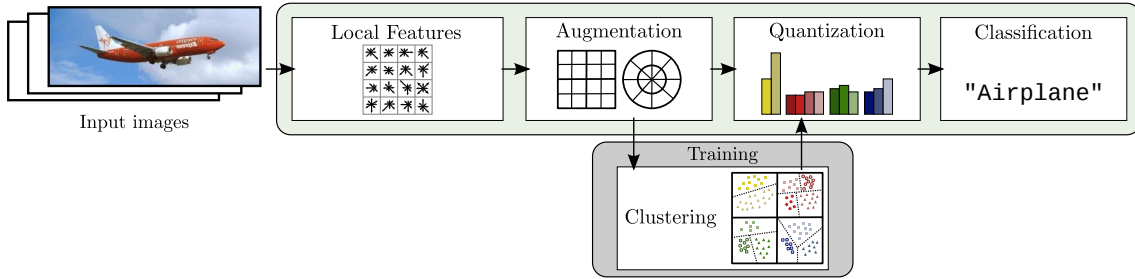 Local Features
Augmentation
Quantization
Classification
"Airplane"
Input images
Training
Clustering